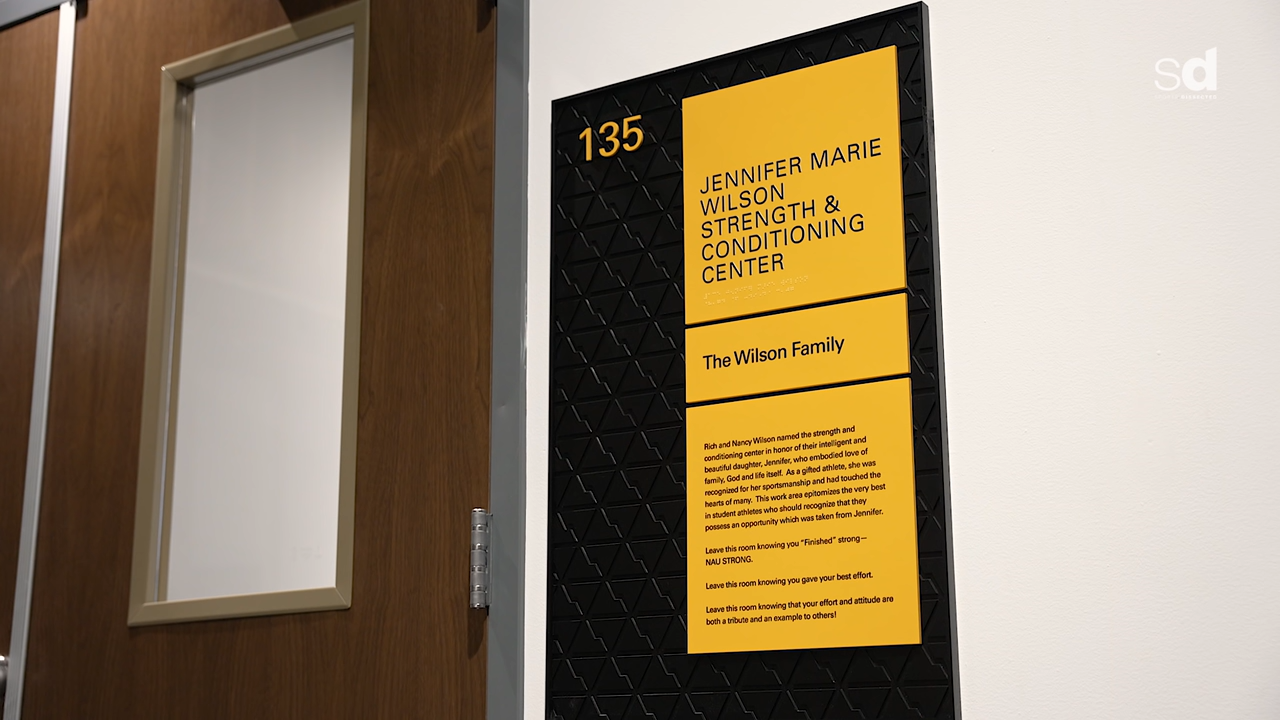 sd
135
JENNIFER MARIE
WILSON
STRENGTH &
CONDITIONING
CENTER
The Wilson Family
Rich and Nancy Wilson named the strength and
conditioning center in honor of their intelligent and
beautiful daughter, Jennifer, who embodied love of
family, God and life itself. As a gifted athlete, she was
recognized for her sportsmanship and had touched the
hearts of many. This work area epitomizes the very best
in student athletes who should recognize that they
possess an opportunity which was taken from Jennifer.
Leave this room knowing you “Finished” strong—
NAU STRONG.
Leave this room knowing you gave your best effort.
Leave this room knowing that your effort and attitude are
both a tribute and an example to others!